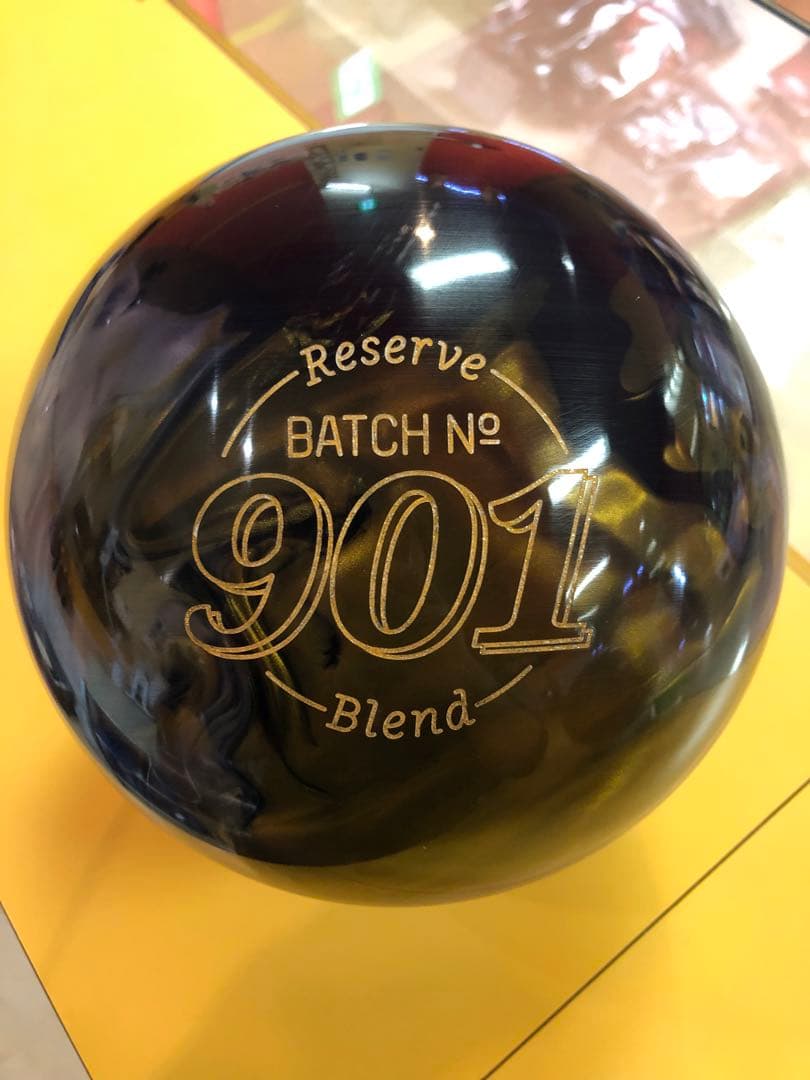 Reserve
BATCH Nº
901
Blend